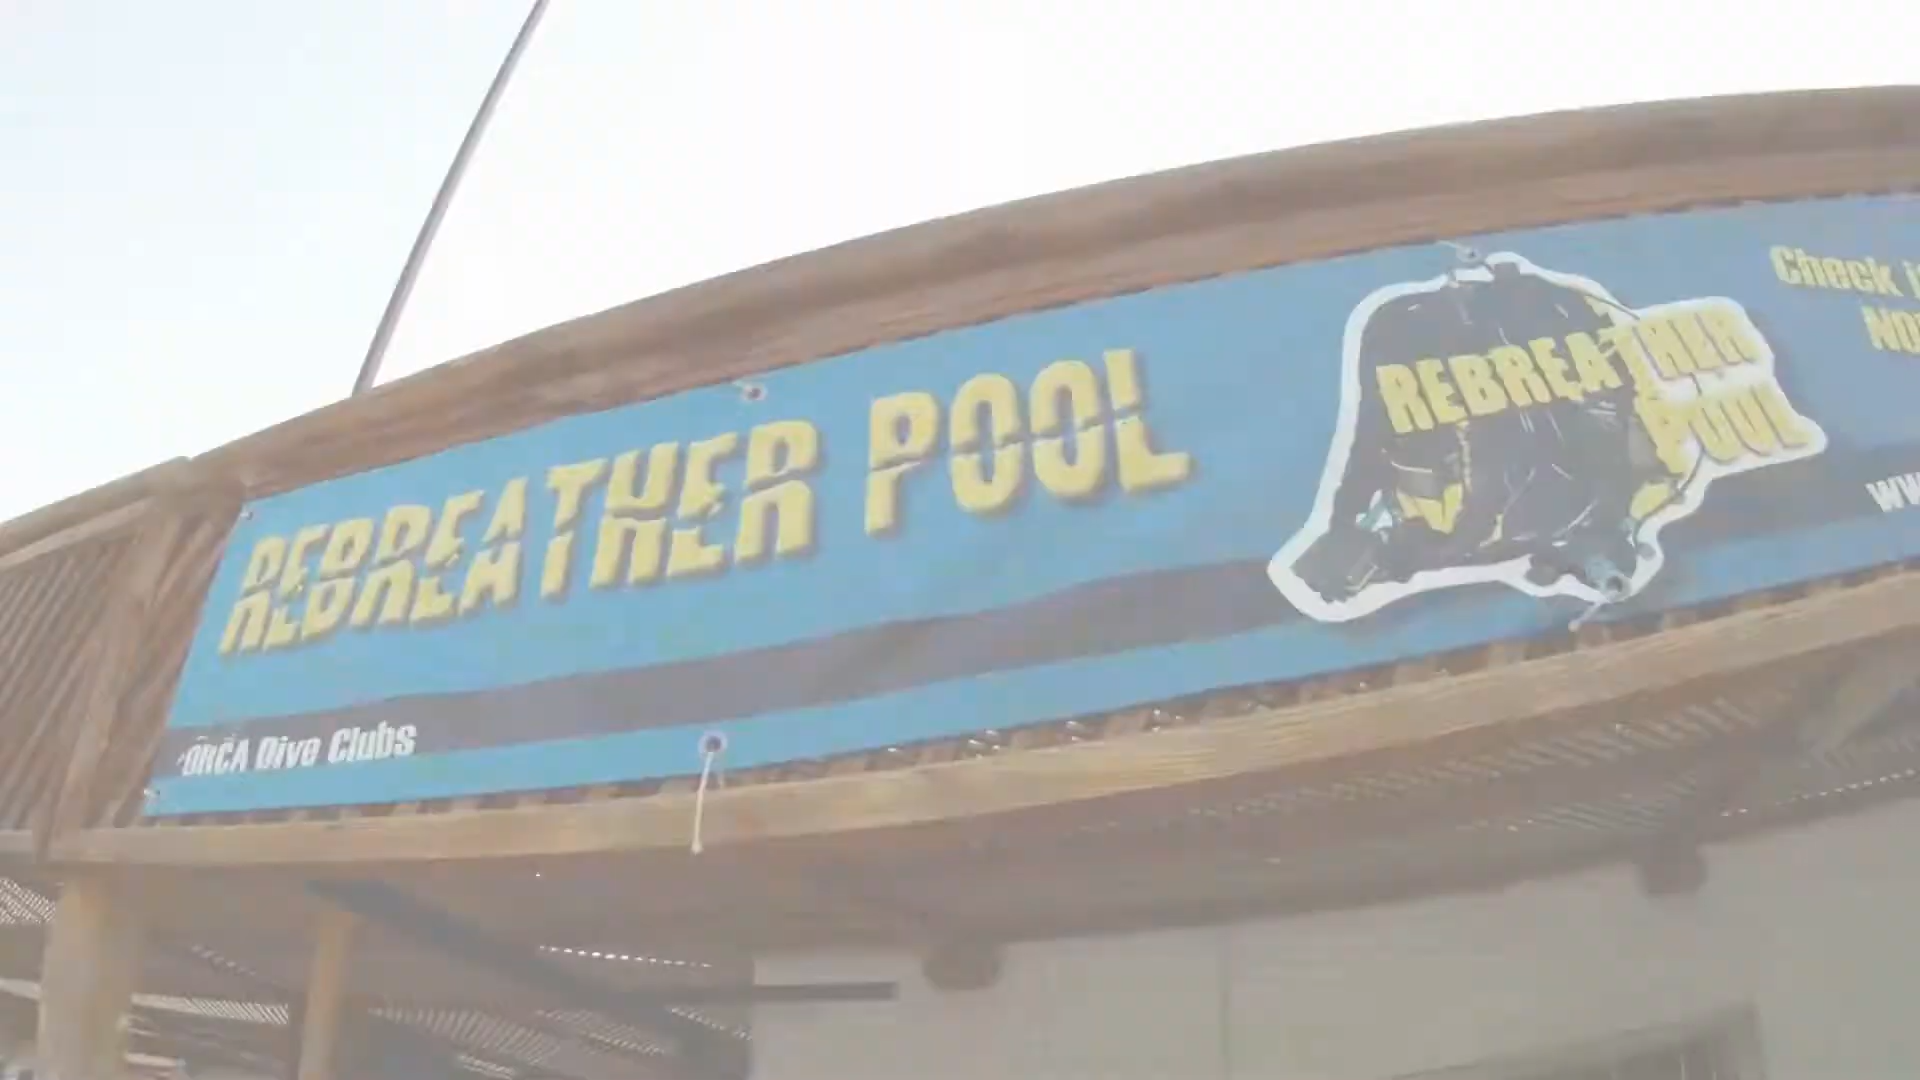 REBREATHER POOL
ORCA Dive Clubs
REBREATHER
POOL
Check